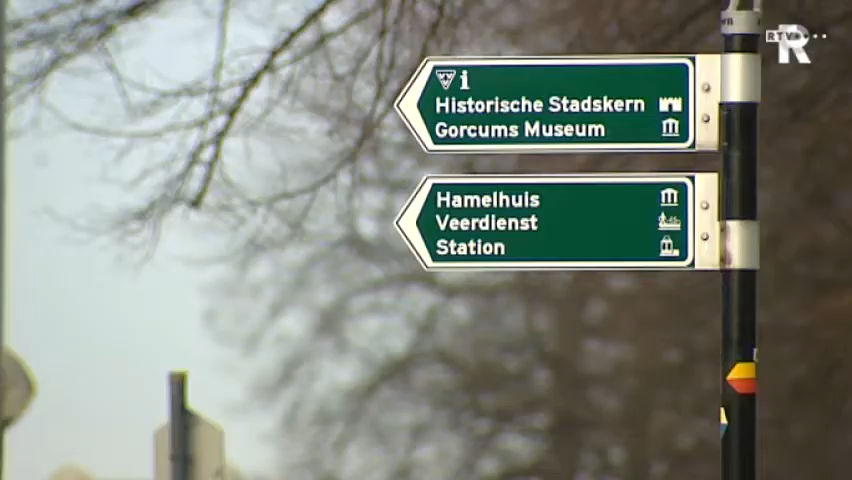 RTV R
i
Historische Stadskern
Gorcums Museum
Hamelhuis
Veerdienst
Station